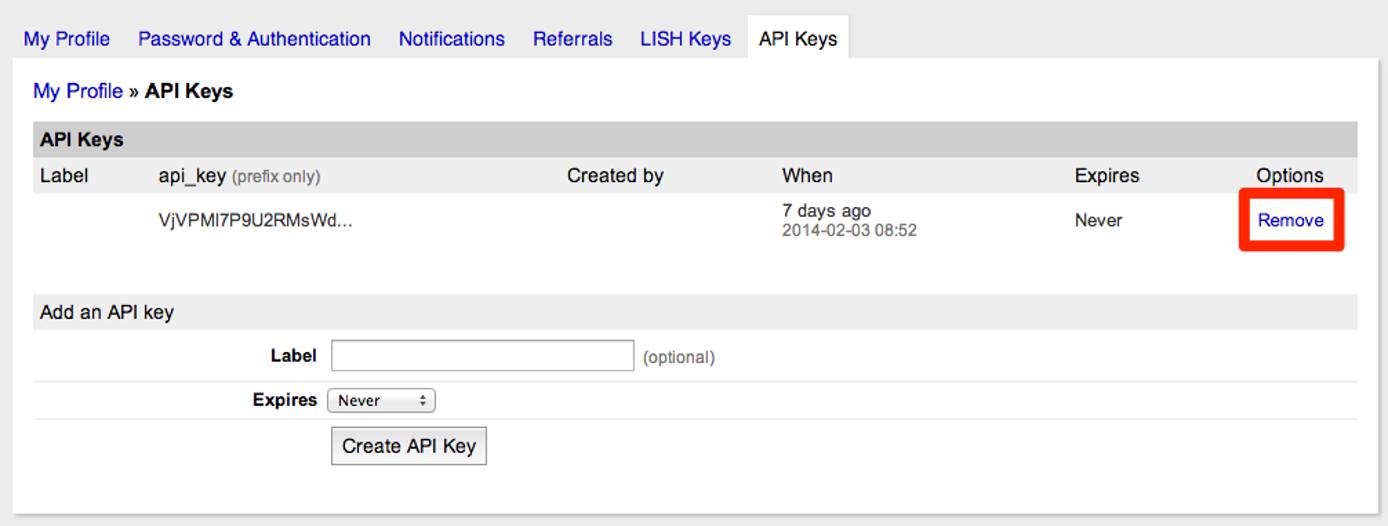 My Profile Password & Authentication Notifications Referrals LISH Keys API Keys
My Profile » API Keys
API Keys
Label api_key (prefix only) Created by When Expires Options
VjVPMl7P9U2RMsWd... 7 days ago Never Remove
2014-02-03 08:52
Add an API key
Label (optional)
Expires Never
Create API Key